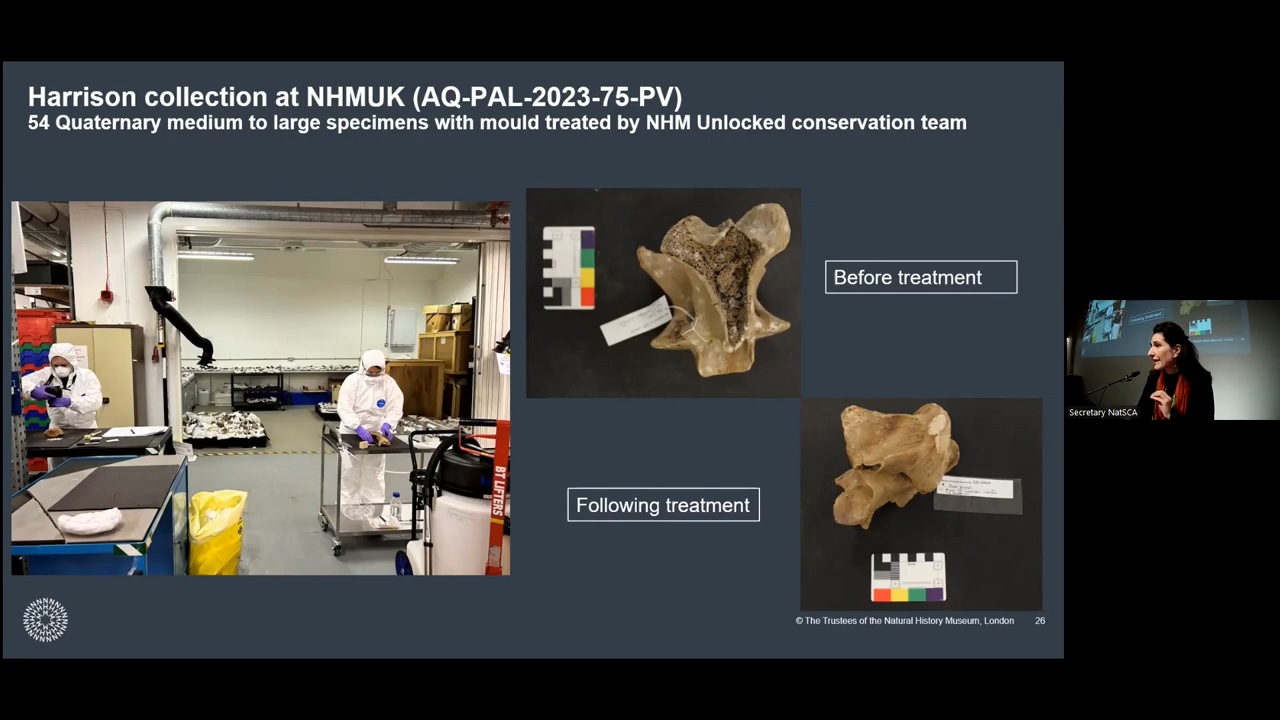 Harrison collection at NHMUK (AQ-PAL-2023-75-PV)
54 Quaternary medium to large specimens with mould treated by NHM Unlocked conservation team
Before treatment
Following treatment
BT LIFTERS
© The Trustees of the Natural History Museum, London
26
Secretary NatSCA